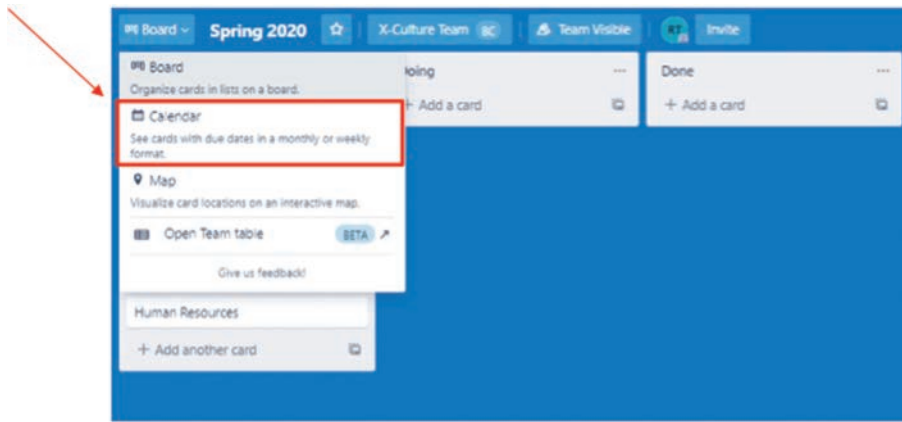 Board Spring 2020 X-Culture Team BC Team Visible RT Invite
Board
Organize cards in lists on a board.
Calendar
See cards with due dates in a monthly or weekly
format.
Map
Visualize card locations on an interactive map.
Open Team table BETA
Give us feedback!
Human Resources
+ Add another card
oing ...
+ Add a card
Done ...
+ Add a card